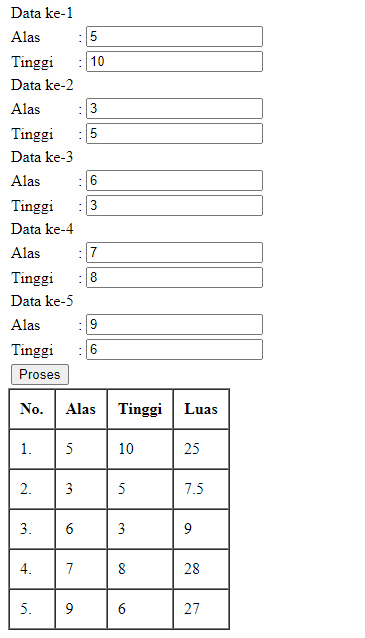 Data ke-1
Alas : 5
Tinggi : 10
Data ke-2
Alas : 3
Tinggi : 5
Data ke-3
Alas : 6
Tinggi : 3
Data ke-4
Alas : 7
Tinggi : 8
Data ke-5
Alas : 9
Tinggi : 6
Proses
No. Alas Tinggi Luas
1. 5 10 25
2. 3 5 7.5
3. 6 3 9
4. 7 8 28
5. 9 6 27